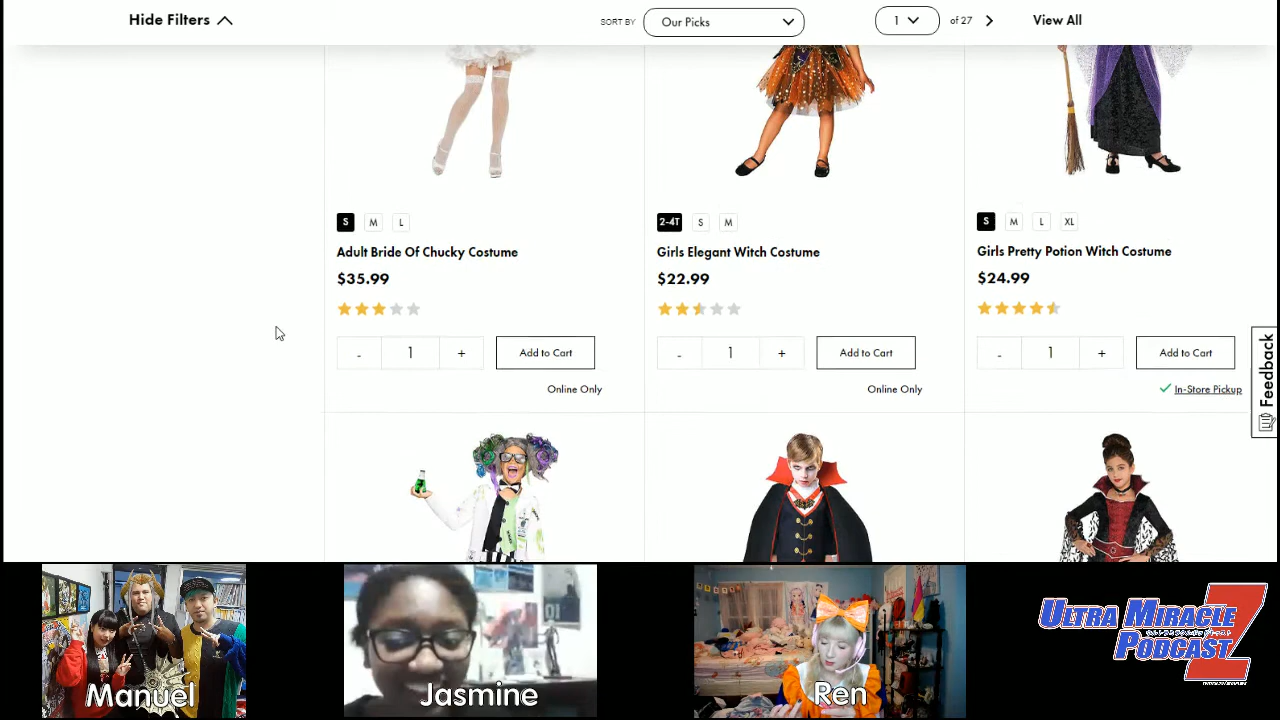 Hide Filters
SORT BY
Our Picks
1
of 27
View All
S M L
Adult Bride Of Chucky Costume
$35.99
- 1 +
Add to Cart
Online Only
2-4T S M
Girls Elegant Witch Costume
$22.99
- 1 +
Add to Cart
Online Only
S M L XL
Girls Pretty Potion Witch Costume
$24.99
- 1 +
Add to Cart
In-Store Pickup
Feedback
Manuel
Jasmine
Ren
ULTRA MIRACLE
PODCAST
Z